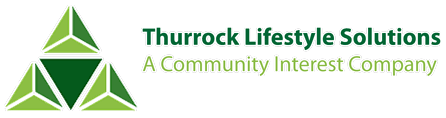 Thurrock Lifestyle Solutions
A Community Interest Company